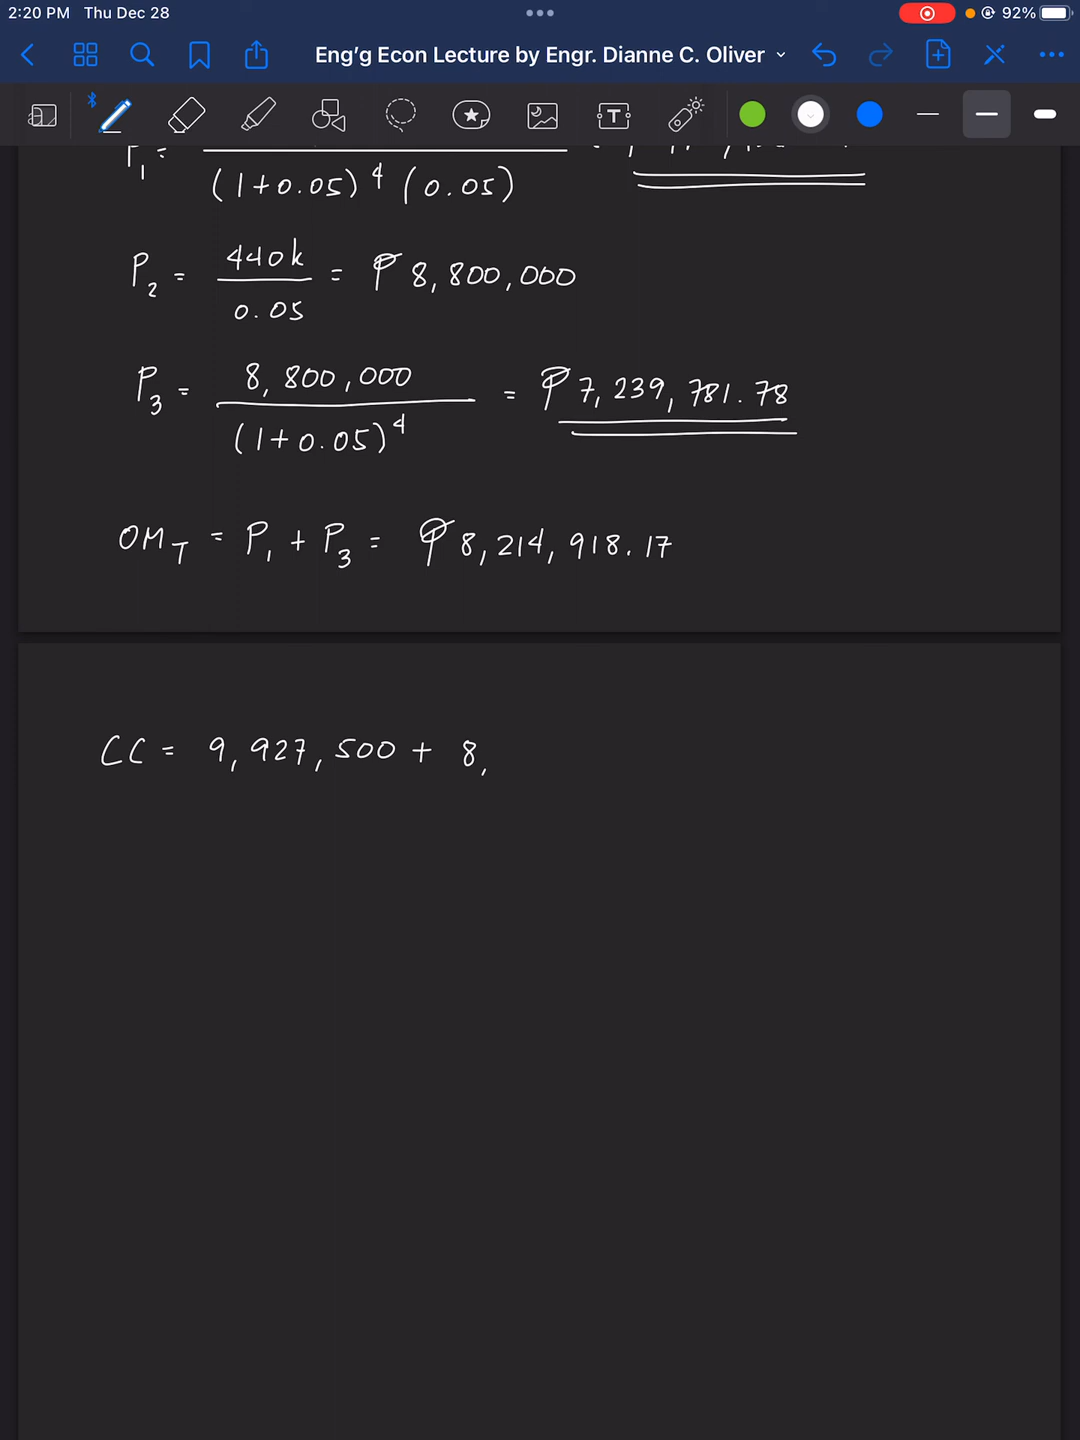 2:20 PM Thu Dec 28 92%
Eng'g Econ Lecture by Engr. Dianne C. Oliver
P₁ =
(1+0.05)⁴ (0.05)
P₂ = 440k / 0.05 = ₱ 8,800,000
P₃ = 8,800,000 / (1+0.05)⁴ = ₱ 7,239,781.78
OM_T = P₁ + P₃ = ₱ 8,214,918.17
CC = 9,927,500 + 8,